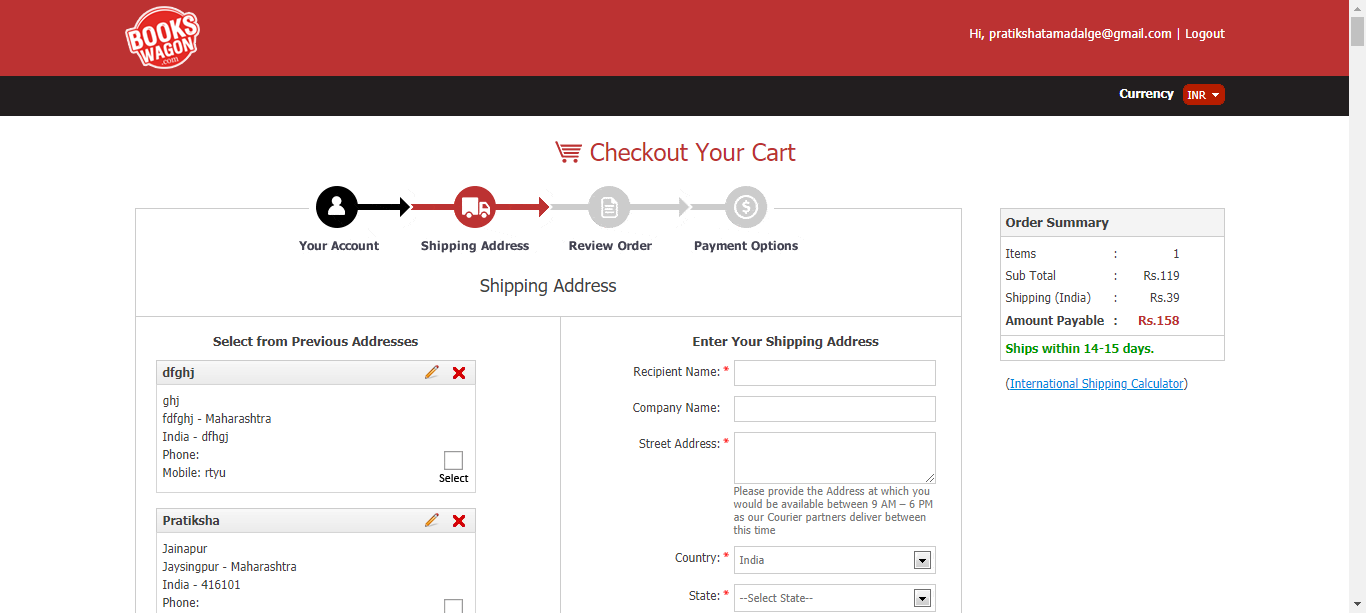 BOOKS
WAGON
.com
Hi, pratikshatamadalge@gmail.com | Logout
Currency INR
Checkout Your Cart
Your Account
Shipping Address
Review Order
Payment Options
Shipping Address
Select from Previous Addresses
dfghj
ghj
fdfghj - Maharashtra
India - dfhgj
Phone:
Mobile: rtyu
Select
Pratiksha
Jainapur
Jaysingpur - Maharashtra
India - 416101
Phone:
Enter Your Shipping Address
Recipient Name: *
Company Name:
Street Address: *
Please provide the Address at which you
would be available between 9 AM – 6 PM
as our Courier partners deliver between
this time
Country: * India
State: * --Select State--
Order Summary
Items : 1
Sub Total : Rs.119
Shipping (India) : Rs.39
Amount Payable : Rs.158
Ships within 14-15 days.
(International Shipping Calculator)